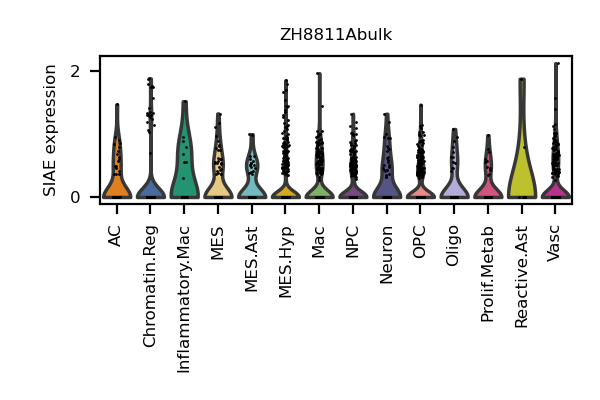 ZH8811Abulk
SIAE expression
2
0
AC
Chromatin.Reg
Inflammatory.Mac
MES
MES.Ast
MES.Hyp
Mac
NPC
Neuron
OPC
Oligo
Prolif.Metab
Reactive.Ast
Vasc